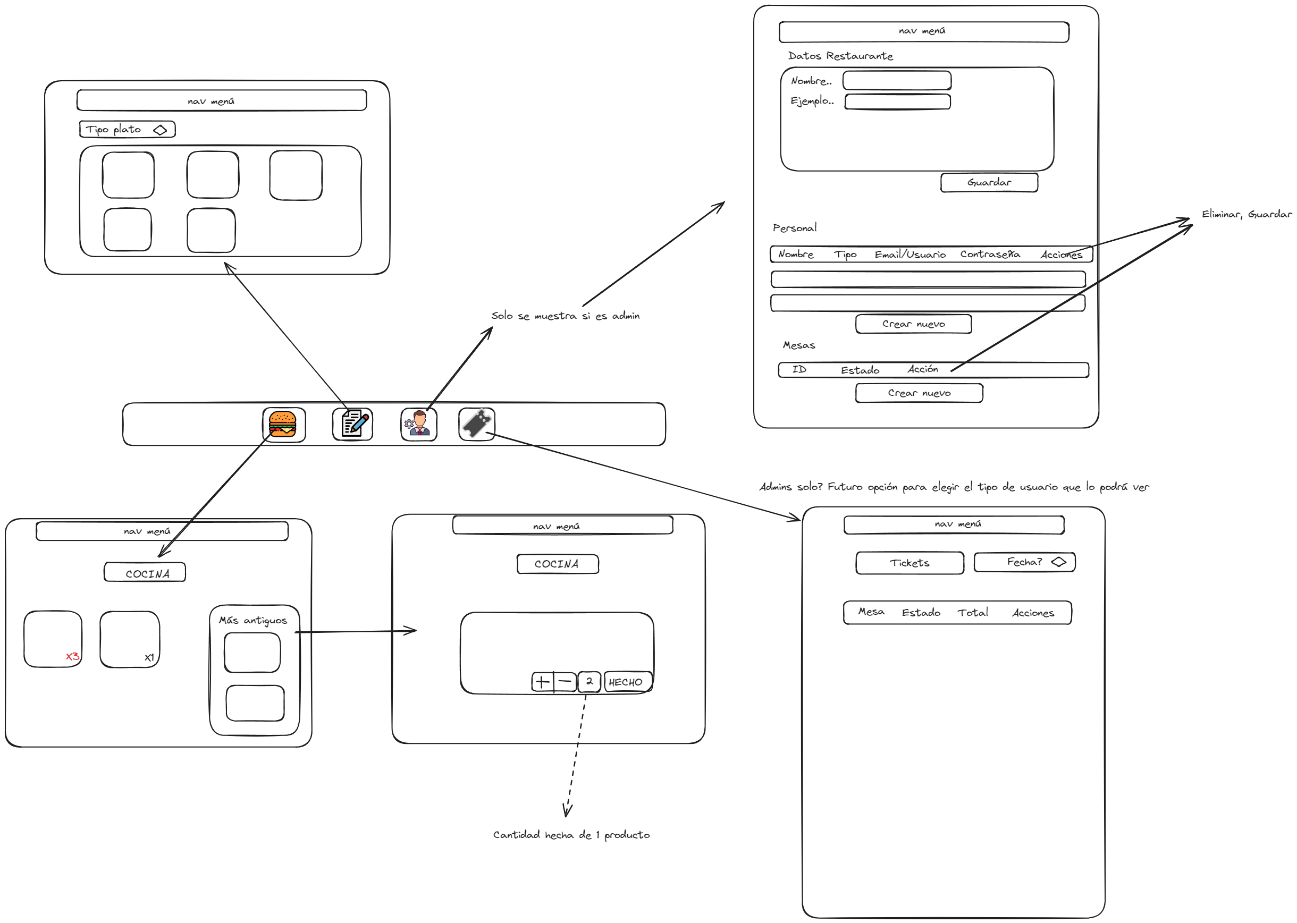 nav menú
Tipo plato
nav menú
Datos Restaurante
Nombre..
Ejemplo..
Guardar
Personal
Nombre Tipo Email/Usuario Contraseña Acciones
Crear nuevo
Mesas
ID Estado Acción
Crear nuevo
Eliminar, Guardar
Solo se muestra si es admin
nav menú
COCINA
X3
X1
Más antiguos
nav menú
COCINA
+ - 2 HECHO
Cantidad hecha de 1 producto
Admins solo? Futuro opción para elegir el tipo de usuario que lo podrá ver
nav menú
Tickets Fecha?
Mesa Estado Total Acciones